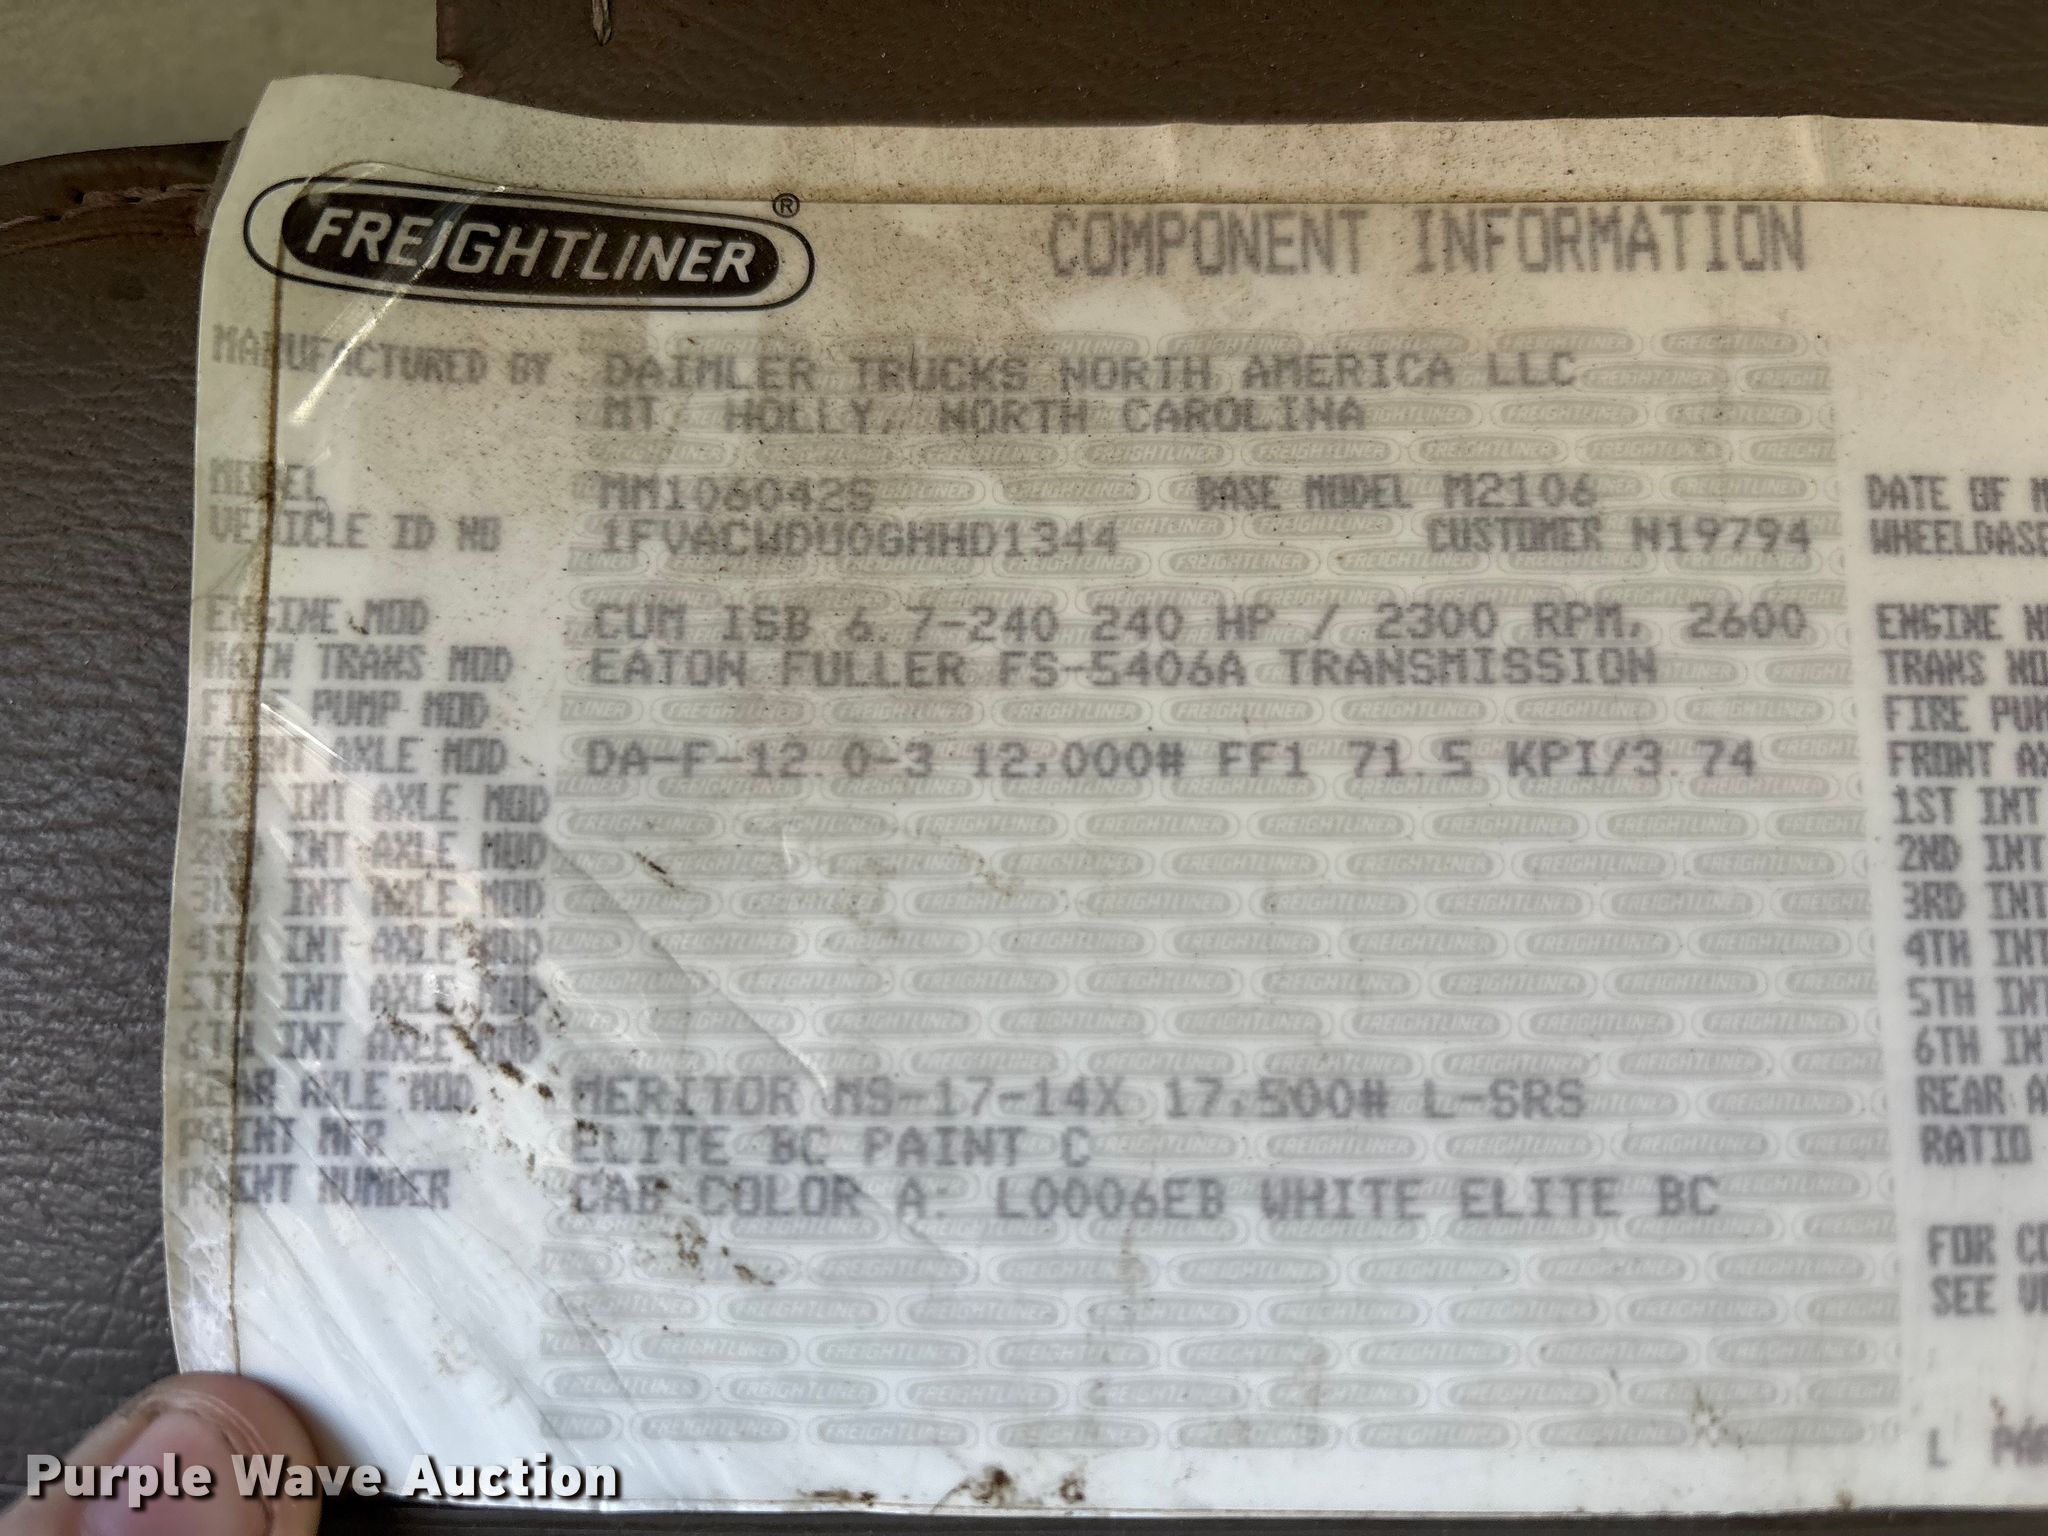 FREIGHTLINER ® COMPONENT INFORMATION
MANUFACTURED BY DAIMLER TRUCKS NORTH AMERICA LLC
MT. HOLLY, NORTH CAROLINA
MODEL MM106042S BASE MODEL M2106 DATE OF M
VEHICLE ID NB 1FVACWDU0GHHD1344 CUSTOMER N19794 WHEELBASE
ENGINE MOD CUM ISB 6.7-240 240 HP / 2300 RPM, 2600 ENGINE N
MAIN TRANS MOD EATON FULLER FS-5406A TRANSMISSION TRANS NO
FIRE PUMP MOD FIRE PUM
FRONT AXLE MOD DA-F-12.0-3 12,000# FF1 71.5 KPI/3.74 FRONT AX
1ST INT AXLE MOD 1ST INT
2ND INT AXLE MOD 2ND INT
3RD INT AXLE MOD 3RD INT
4TH INT AXLE MOD 4TH INT
5TH INT AXLE MOD 5TH INT
6TH INT AXLE MOD 6TH INT
REAR AXLE MOD MERITOR MS-17-14X 17,500# L-SRS REAR A
PAINT MFR ELITE BC PAINT C RATIO
PAINT NUMBER CAB COLOR A: L0006EB WHITE ELITE BC
FOR CO
SEE VE
L PAR
Purple Wave Auction